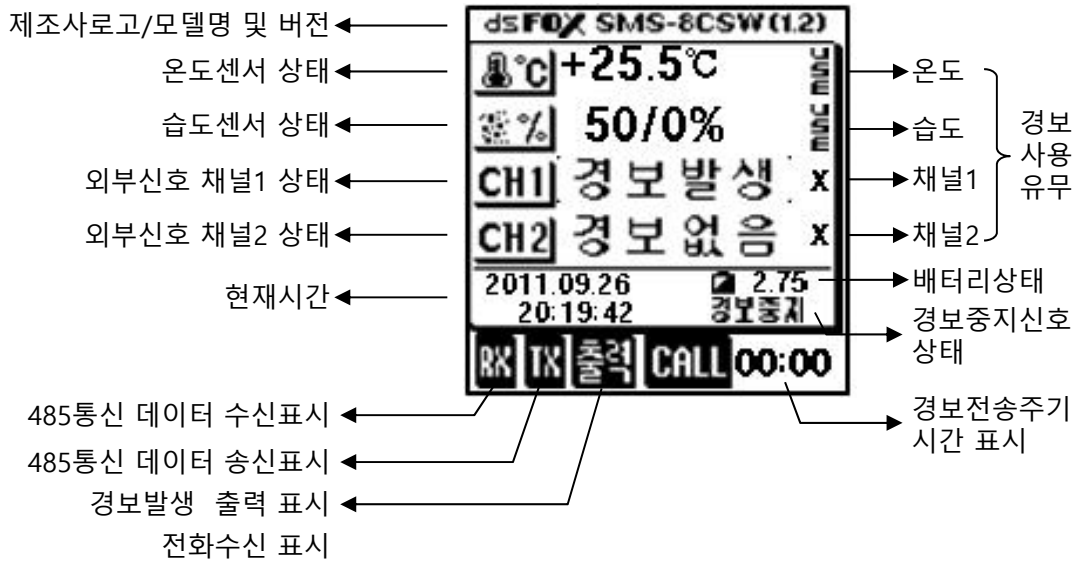 제조사로고/모델명 및 버전
온도센서 상태
습도센서 상태
외부신호 채널1 상태
외부신호 채널2 상태
현재시간
485통신 데이터 수신표시
485통신 데이터 송신표시
경보발생 출력 표시
전화수신 표시
dsFOX SMS-8CSW(1.2)
°C +25.5℃ USE
% 50/0% USE
CH1 경보발생 X
CH2 경보없음 X
2011.09.26 2.75
20:19:42 경보중지
RX TX 출력 CALL 00:00
온도
습도
채널1
채널2
경보
사용
유무
배터리상태
경보중지신호
상태
경보전송주기
시간 표시